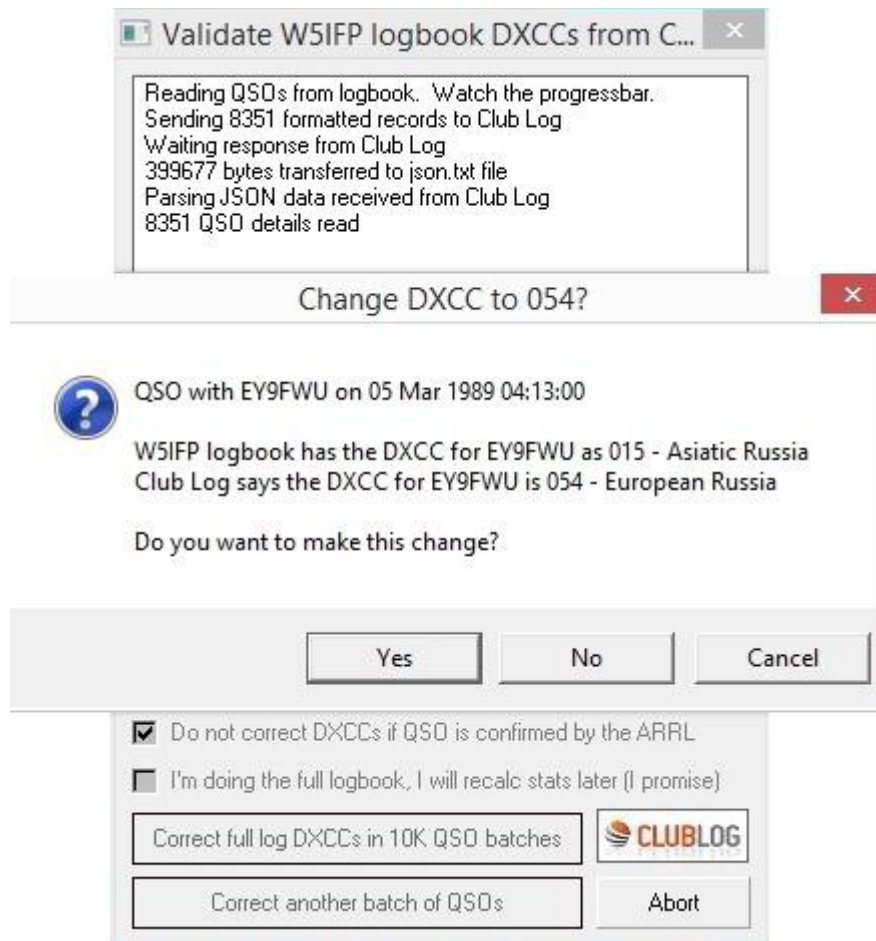 Validate W5IFP logbook DXCCs from C...
Reading QSOs from logbook. Watch the progressbar.
Sending 8351 formatted records to Club Log
Waiting response from Club Log
399677 bytes transferred to json.txt file
Parsing JSON data received from Club Log
8351 QSO details read
Change DXCC to 054?
QSO with EY9FWU on 05 Mar 1989 04:13:00
W5IFP logbook has the DXCC for EY9FWU as 015 - Asiatic Russia
Club Log says the DXCC for EY9FWU is 054 - European Russia
Do you want to make this change?
Yes No Cancel
Do not correct DXCCs if QSO is confirmed by the ARRL
I'm doing the full logbook, I will recalc stats later (I promise)
Correct full log DXCCs in 10K QSO batches
CLUBLOG
Correct another batch of QSOs
Abort